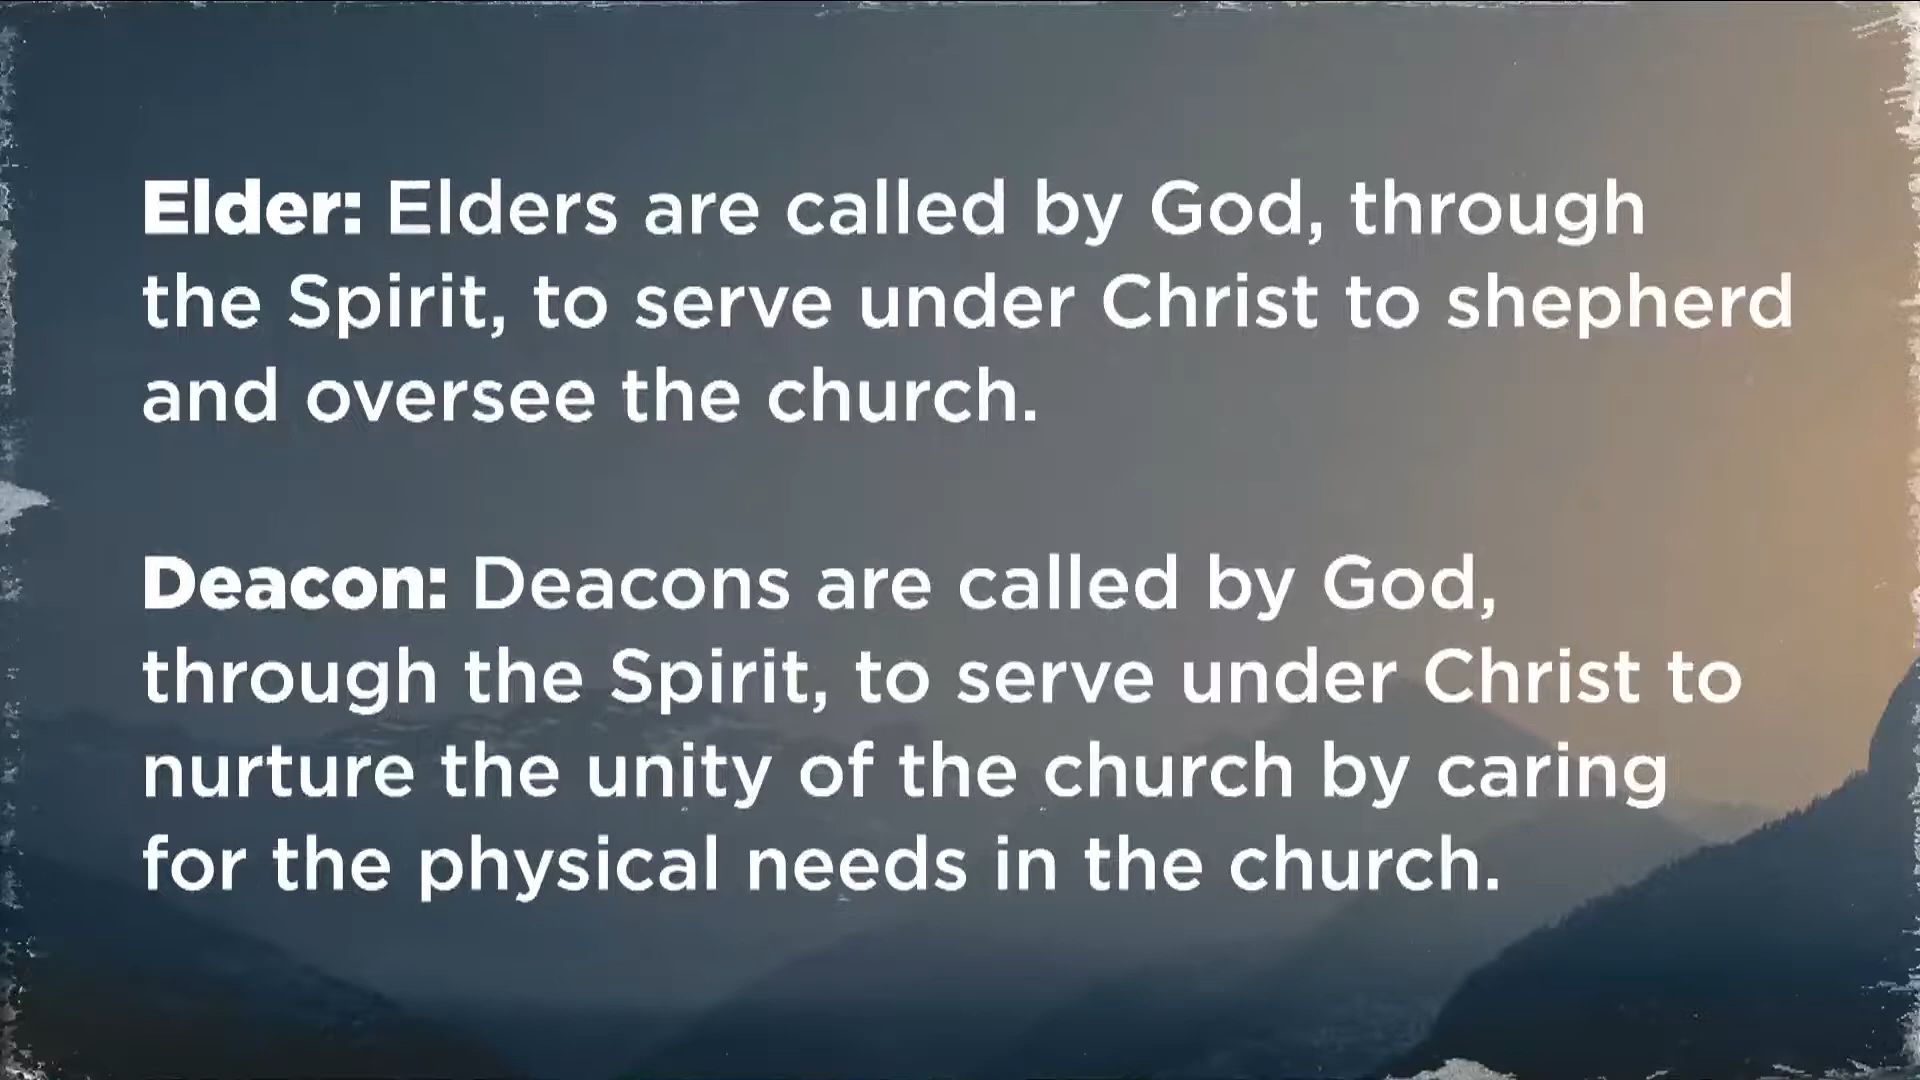 Elder: Elders are called by God, through
the Spirit, to serve under Christ to shepherd
and oversee the church.
Deacon: Deacons are called by God,
through the Spirit, to serve under Christ to
nurture the unity of the church by caring
for the physical needs in the church.